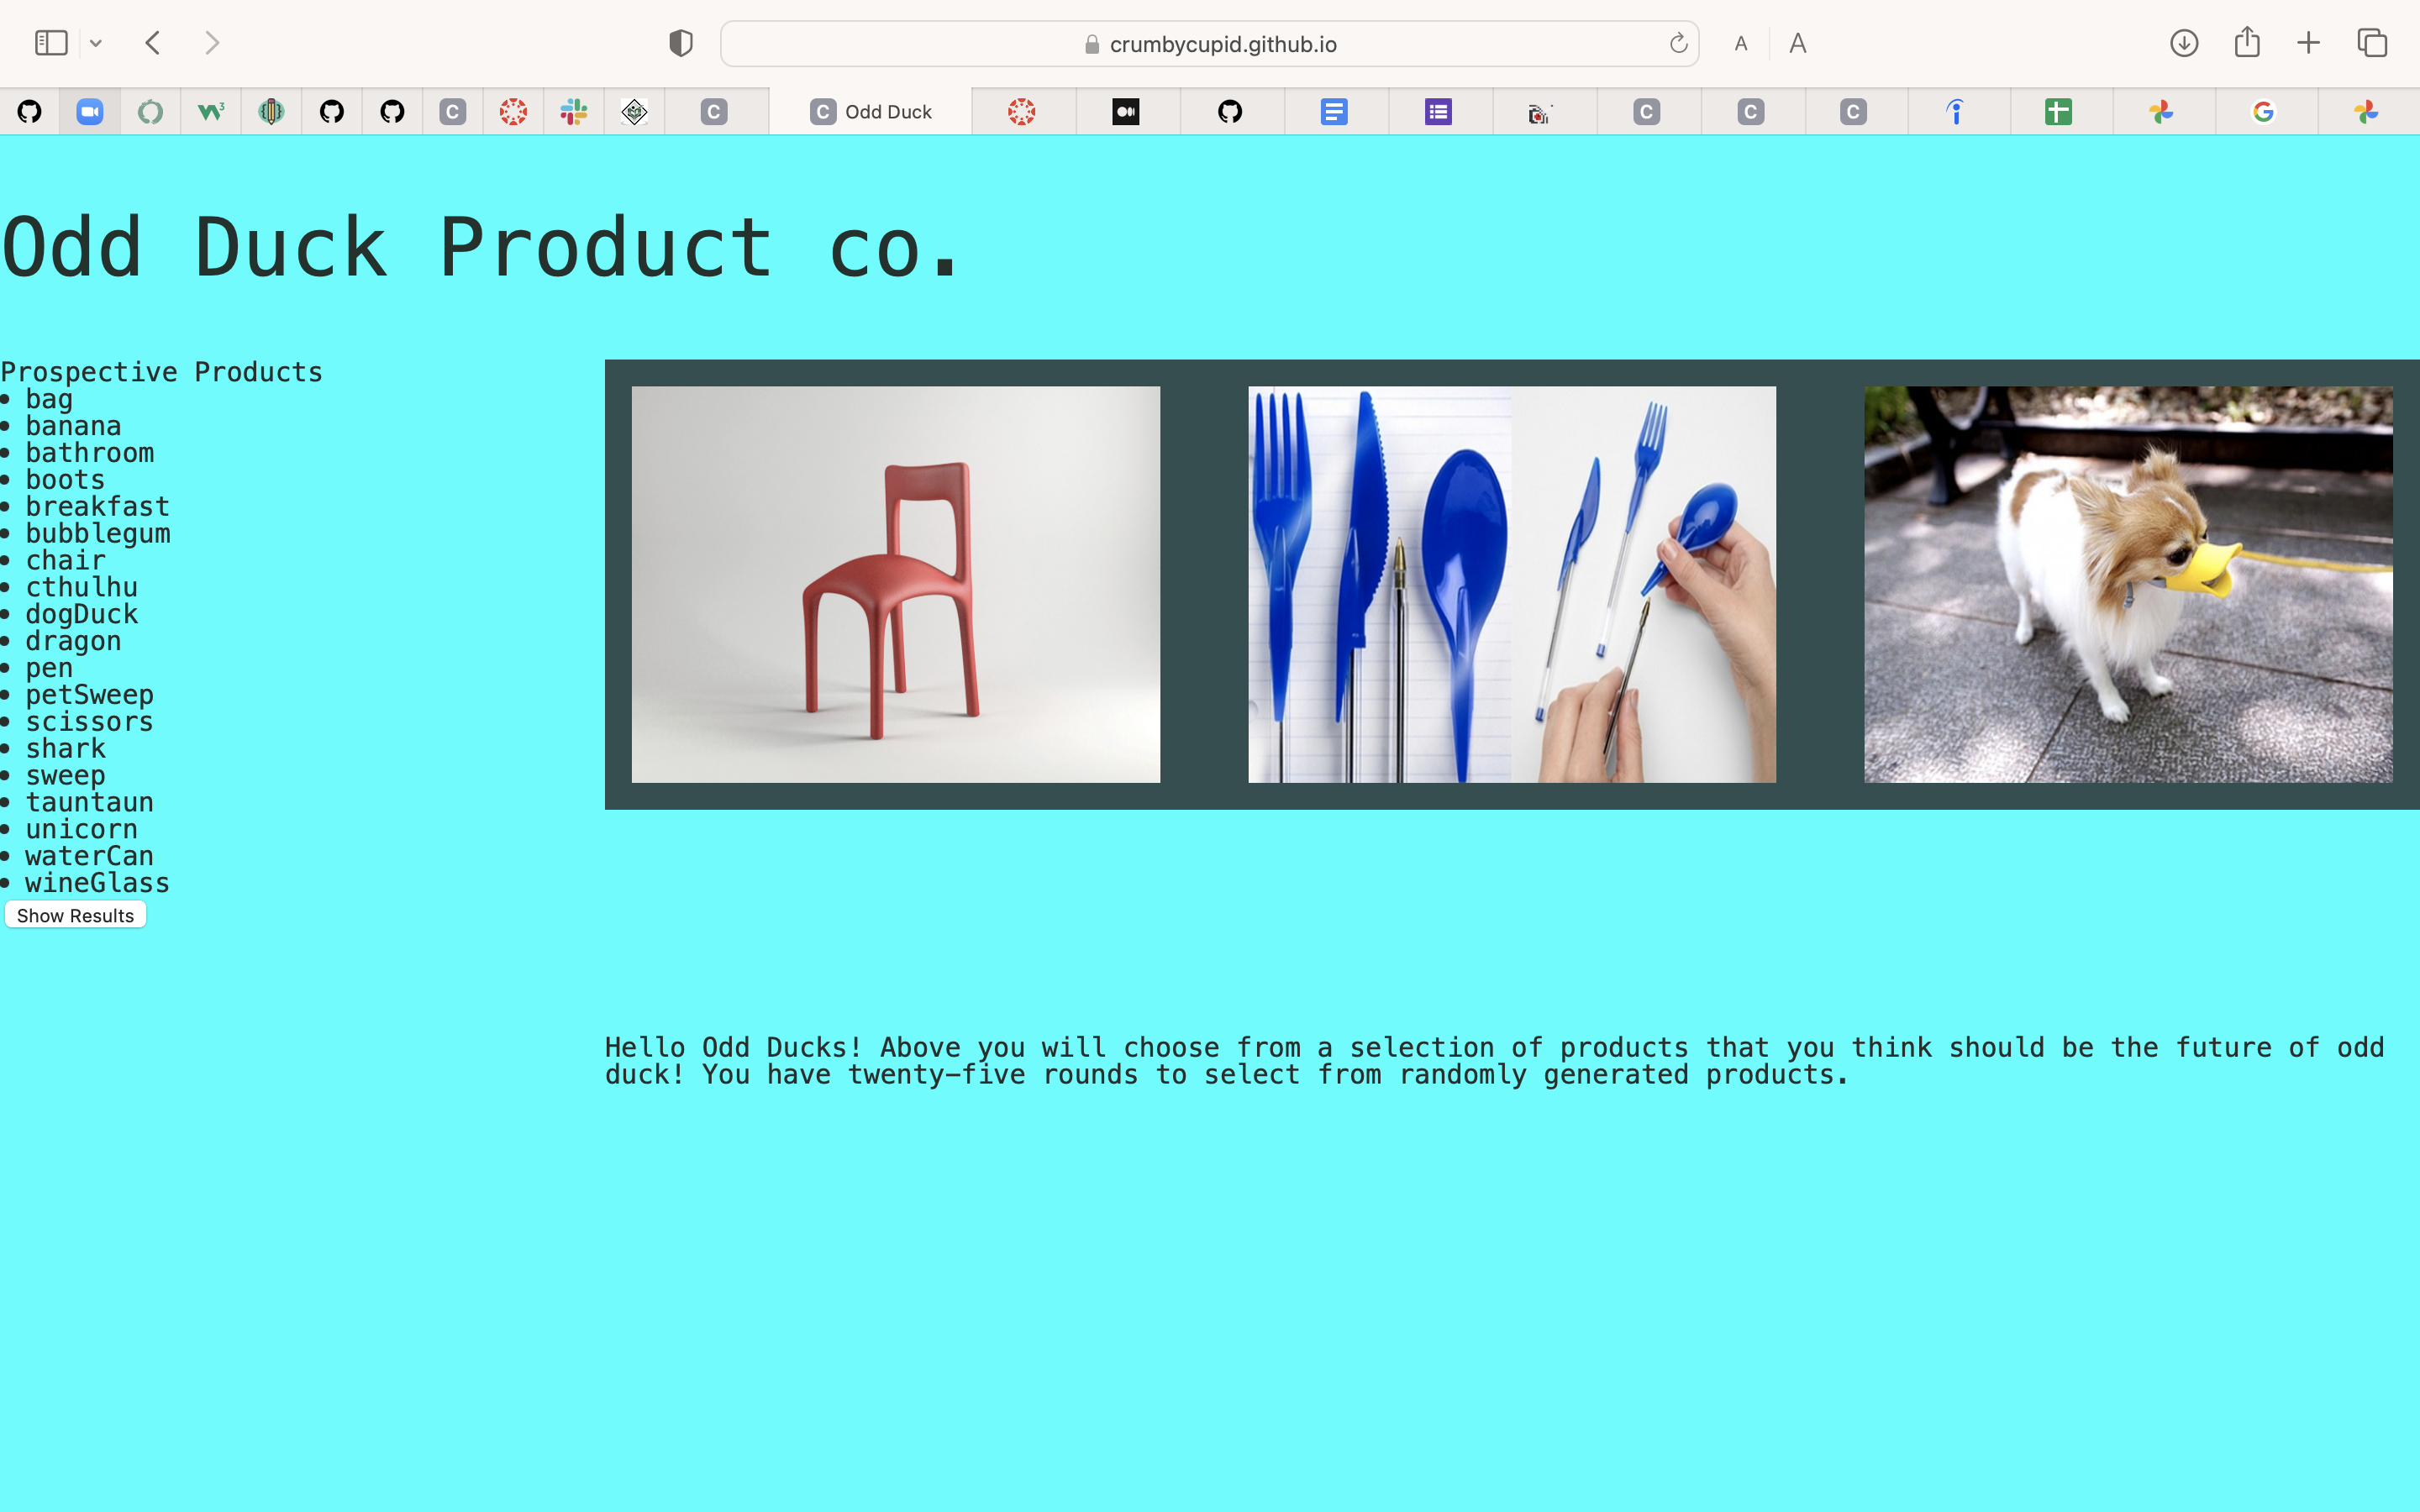 crumbycupid.github.io
A A
C C C Odd Duck C C C
Odd Duck Product co.
Prospective Products
bag
banana
bathroom
boots
breakfast
bubblegum
chair
cthulhu
dogDuck
dragon
pen
petSweep
scissors
shark
sweep
tauntaun
unicorn
waterCan
wineGlass
Show Results
Hello Odd Ducks! Above you will choose from a selection of products that you think should be the future of odd
duck! You have twenty-five rounds to select from randomly generated products.